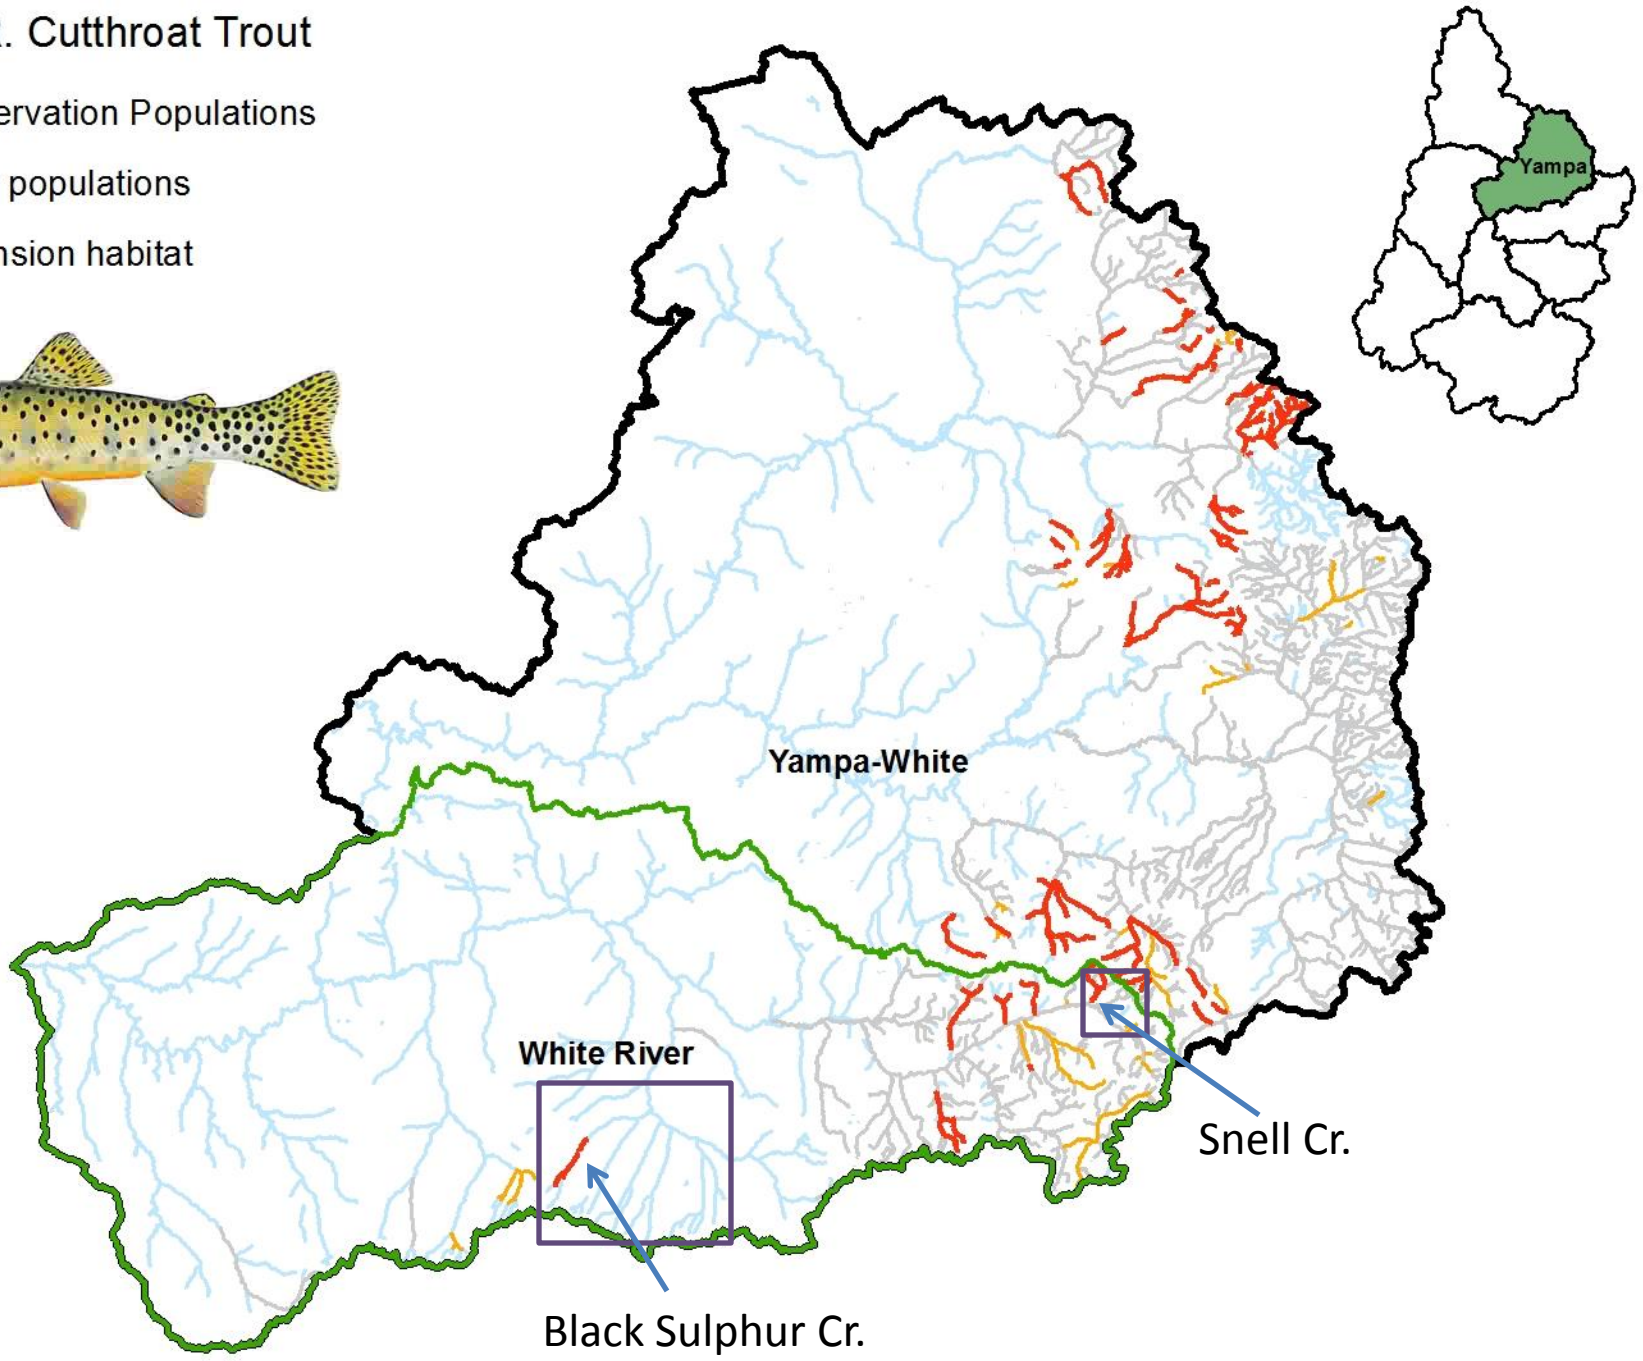 . Cutthroat Trout
ervation Populations
populations
nsion habitat
Yampa
Yampa-White
White River
Snell Cr.
Black Sulphur Cr.